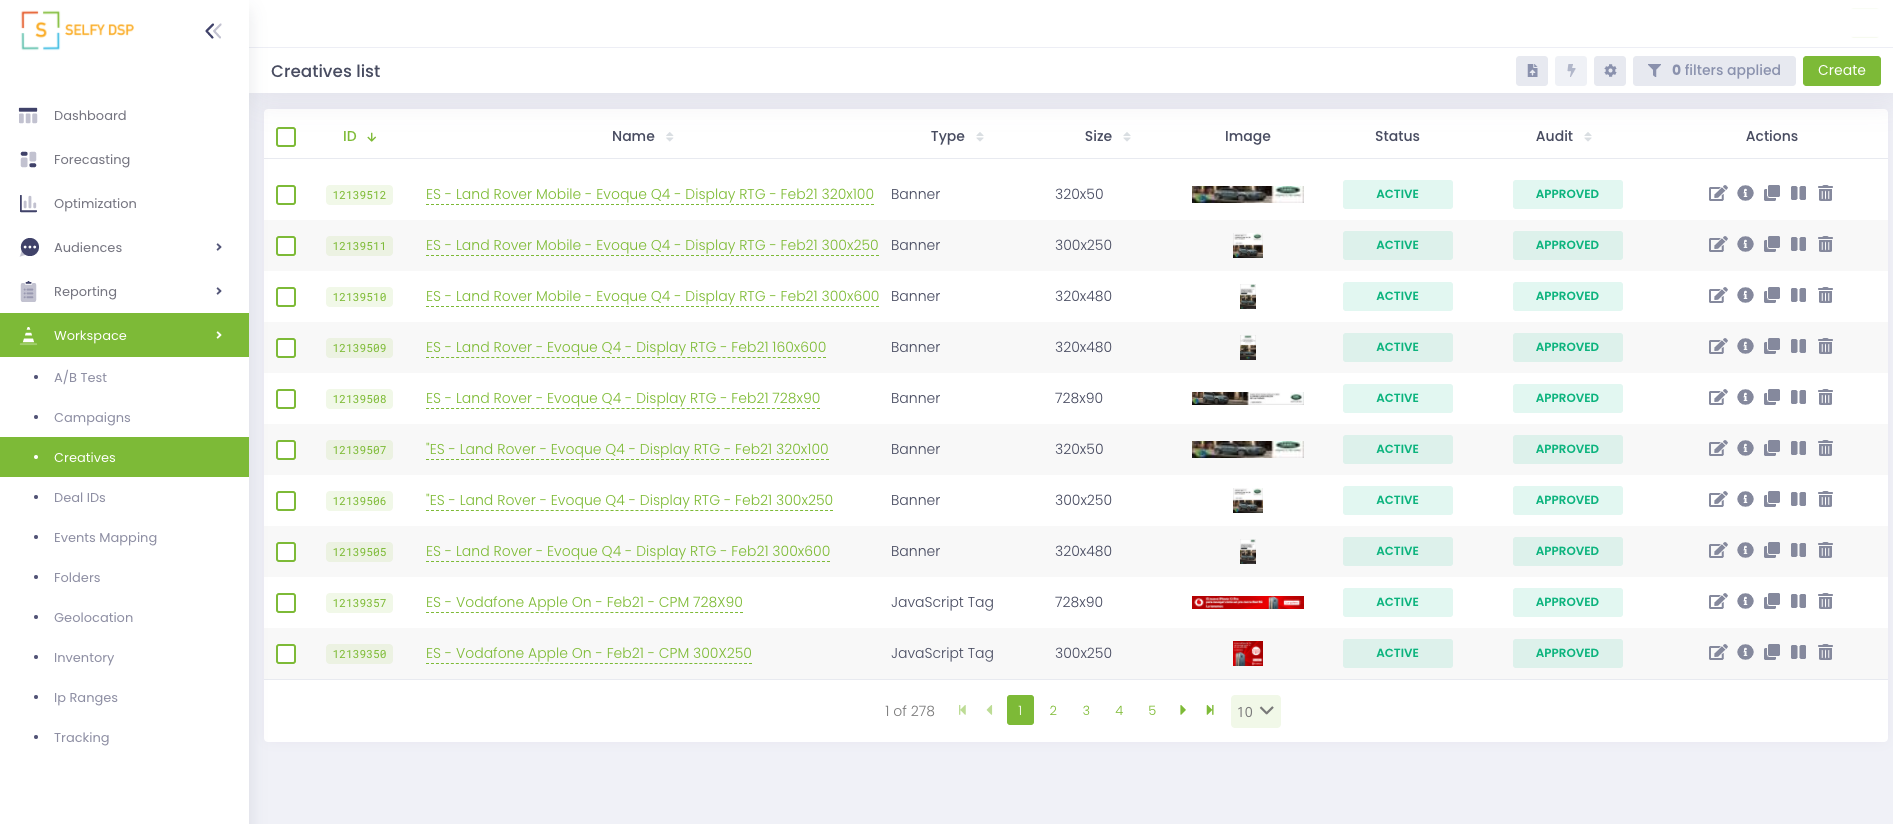 S SELFY DSP
Creatives list
0 filters applied
Create
Dashboard
Forecasting
Optimization
Audiences
Reporting
Workspace
A/B Test
Campaigns
Creatives
Deal IDs
Events Mapping
Folders
Geolocation
Inventory
Ip Ranges
Tracking
ID Name Type Size Image Status Audit Actions
12139512 ES - Land Rover Mobile - Evoque Q4 - Display RTG - Feb21 320x100 Banner 320x50 ACTIVE APPROVED
12139511 ES - Land Rover Mobile - Evoque Q4 - Display RTG - Feb21 300x250 Banner 300x250 ACTIVE APPROVED
12139510 ES - Land Rover Mobile - Evoque Q4 - Display RTG - Feb21 300x600 Banner 320x480 ACTIVE APPROVED
12139509 ES - Land Rover - Evoque Q4 - Display RTG - Feb21 160x600 Banner 320x480 ACTIVE APPROVED
12139508 ES - Land Rover - Evoque Q4 - Display RTG - Feb21 728x90 Banner 728x90 ACTIVE APPROVED
12139507 "ES - Land Rover - Evoque Q4 - Display RTG - Feb21 320x100 Banner 320x50 ACTIVE APPROVED
12139506 "ES - Land Rover - Evoque Q4 - Display RTG - Feb21 300x250 Banner 300x250 ACTIVE APPROVED
12139505 ES - Land Rover - Evoque Q4 - Display RTG - Feb21 300x600 Banner 320x480 ACTIVE APPROVED
12139357 ES - Vodafone Apple On - Feb21 - CPM 728X90 JavaScript Tag 728x90 ACTIVE APPROVED
12139350 ES - Vodafone Apple On - Feb21 - CPM 300X250 JavaScript Tag 300x250 ACTIVE APPROVED
1 of 278 1 2 3 4 5 10